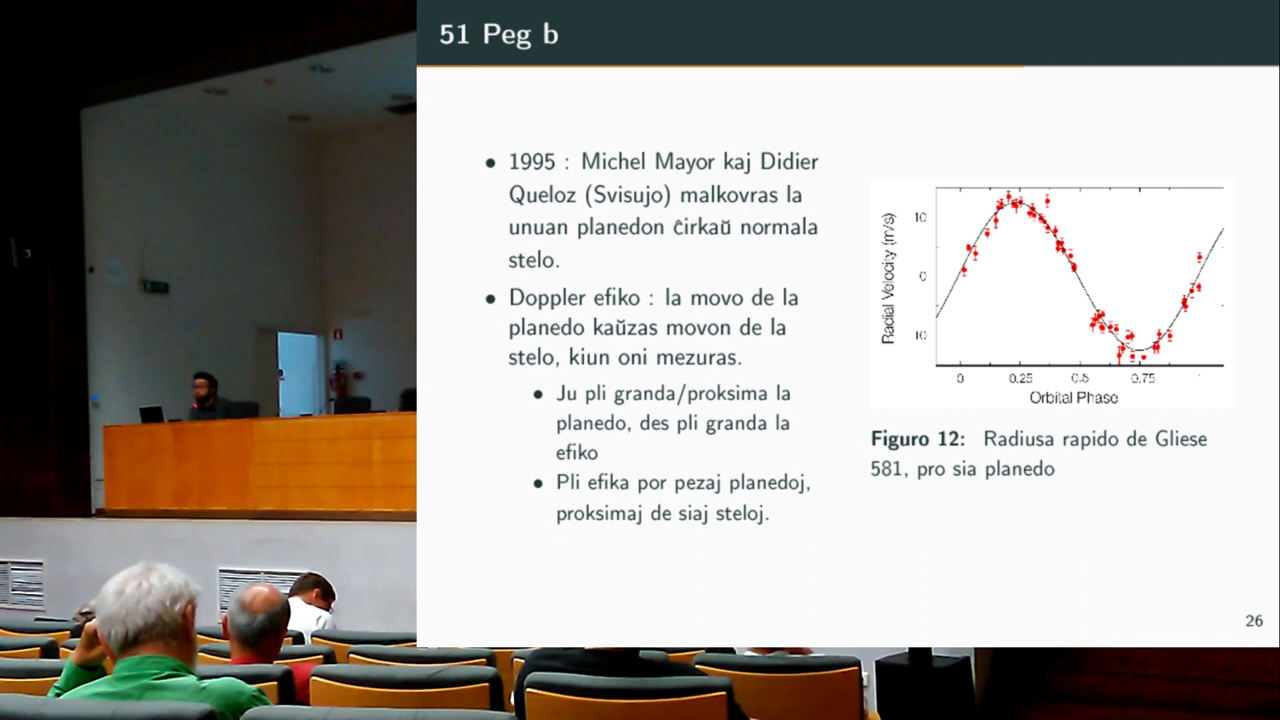 51 Peg b
• 1995 : Michel Mayor kaj Didier
Queloz (Svisujo) malkovras la
unuan planedon ĉirkaŭ normala
stelo.
• Doppler efiko : la movo de la
planedo kaŭzas movon de la
stelo, kiun oni mezuras.
• Ju pli granda/proksima la
planedo, des pli granda la
efiko
• Pli efika por pezaj planedoj,
proksimaj de siaj steloj.
Radial Velocity (m/s)
10
0
10
0 0.25 0.5 0.75
Orbital Phase
Figuro 12: Radiusa rapido de Gliese
581, pro sia planedo
26